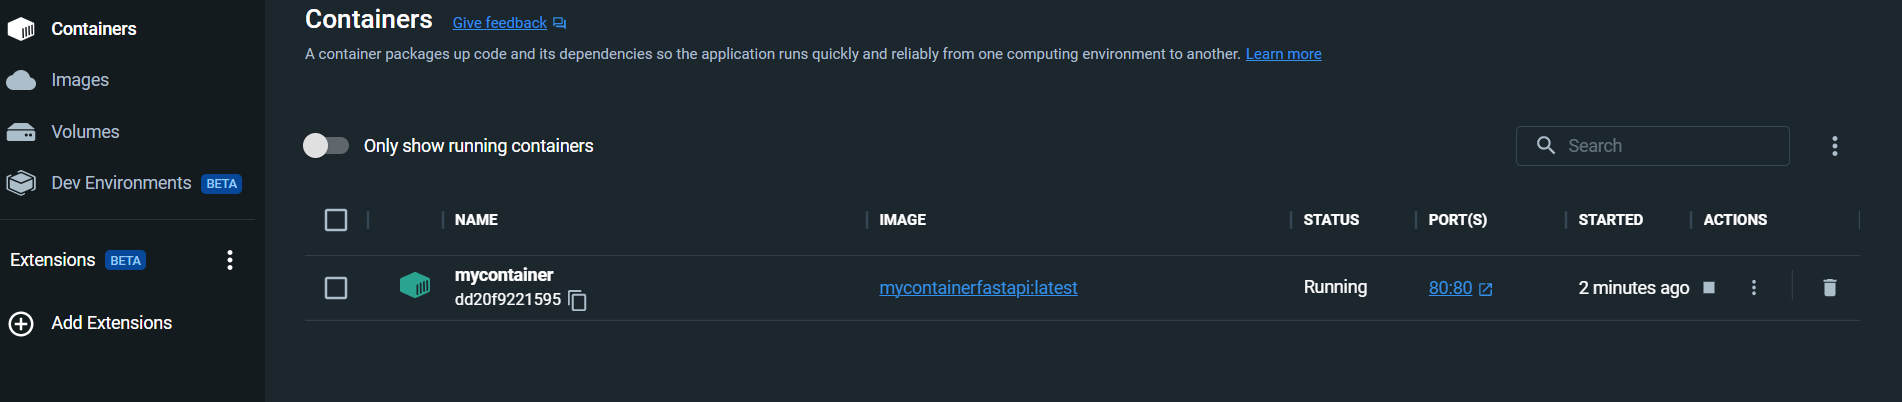 Containers
Images
Volumes
Dev Environments BETA
Extensions BETA
Add Extensions
Containers Give feedback
A container packages up code and its dependencies so the application runs quickly and reliably from one computing environment to another. Learn more
Only show running containers
Search
NAME IMAGE STATUS PORT(S) STARTED ACTIONS
mycontainer
dd20f9221595
mycontainerfastapi:latest Running 80:80 2 minutes ago